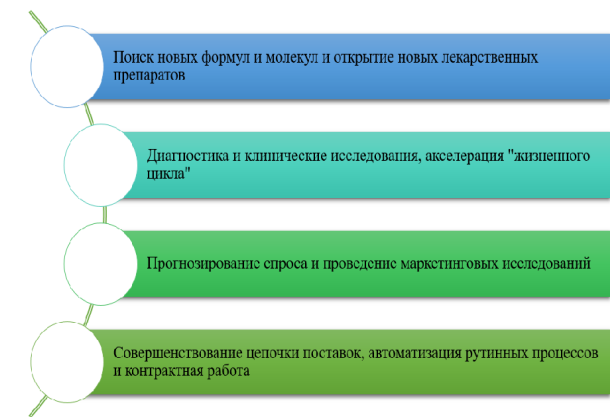 Поиск новых формул и молекул и открытие новых лекарственных
препаратов
Диагностика и клинические исследования, акселерация "жизненного
цикла"
Прогнозирование спроса и проведение маркетинговых исследований
Совершенствование цепочки поставок, автоматизация рутинных процессов
и контрактная работа